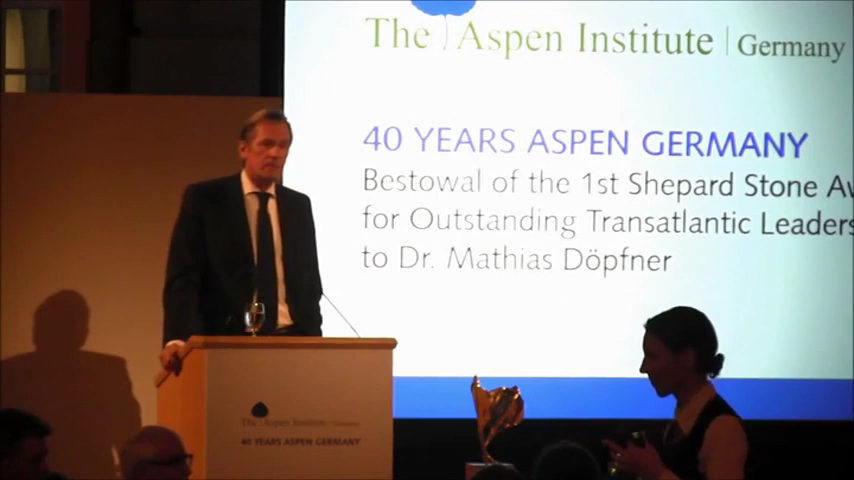 The Aspen Institute | Germany
40 YEARS ASPEN GERMANY
Bestowal of the 1st Shepard Stone
for Outstanding Transatlantic Leaders
to Dr. Mathias Döpfner
The Aspen Institute
40 YEARS ASPEN GERMANY